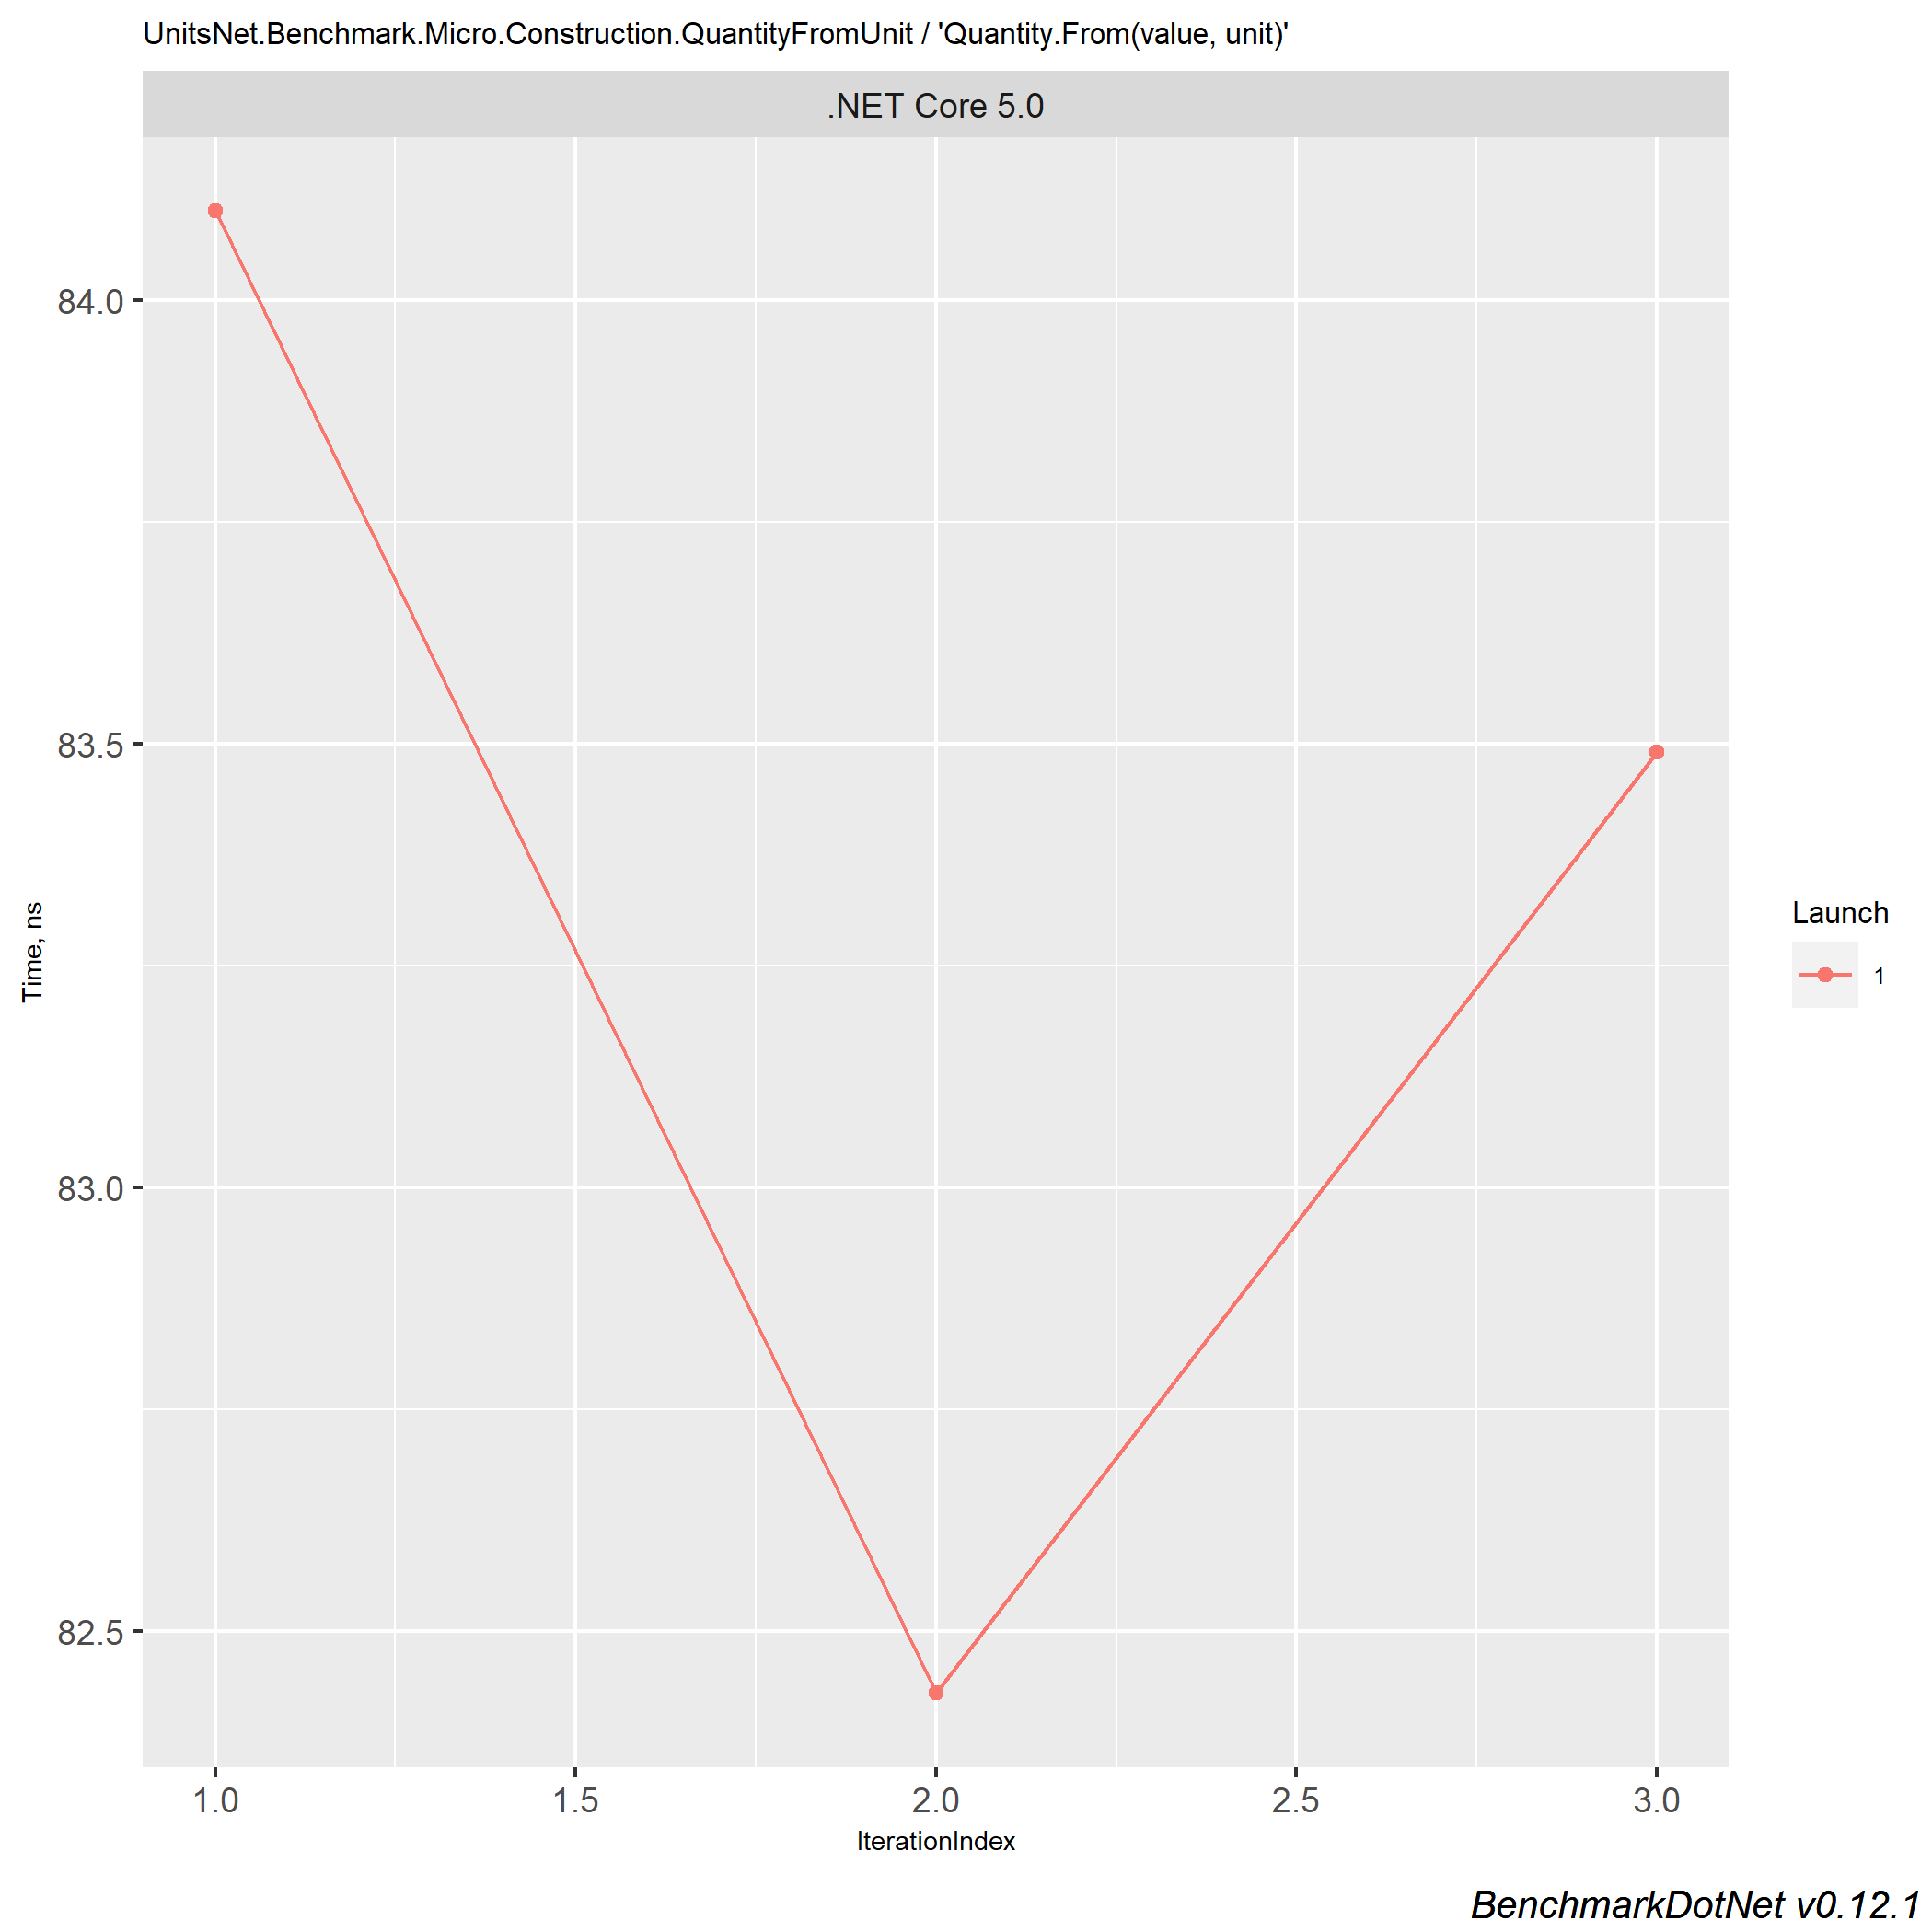 UnitsNet.Benchmark.Micro.Construction.QuantityFromUnit / 'Quantity.From(value, unit)'
.NET Core 5.0
84.0
83.5
83.0
82.5
Time, ns
1.0 1.5 2.0 2.5 3.0
IterationIndex
Launch
1
BenchmarkDotNet v0.12.1